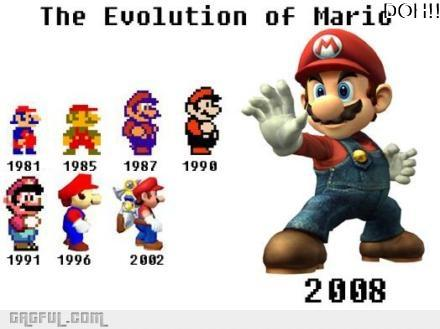 The Evolution of Mario
DOH!!
M
1981 1985 1987 1990
1991 1996 2002
2008
GAGFUL.COM